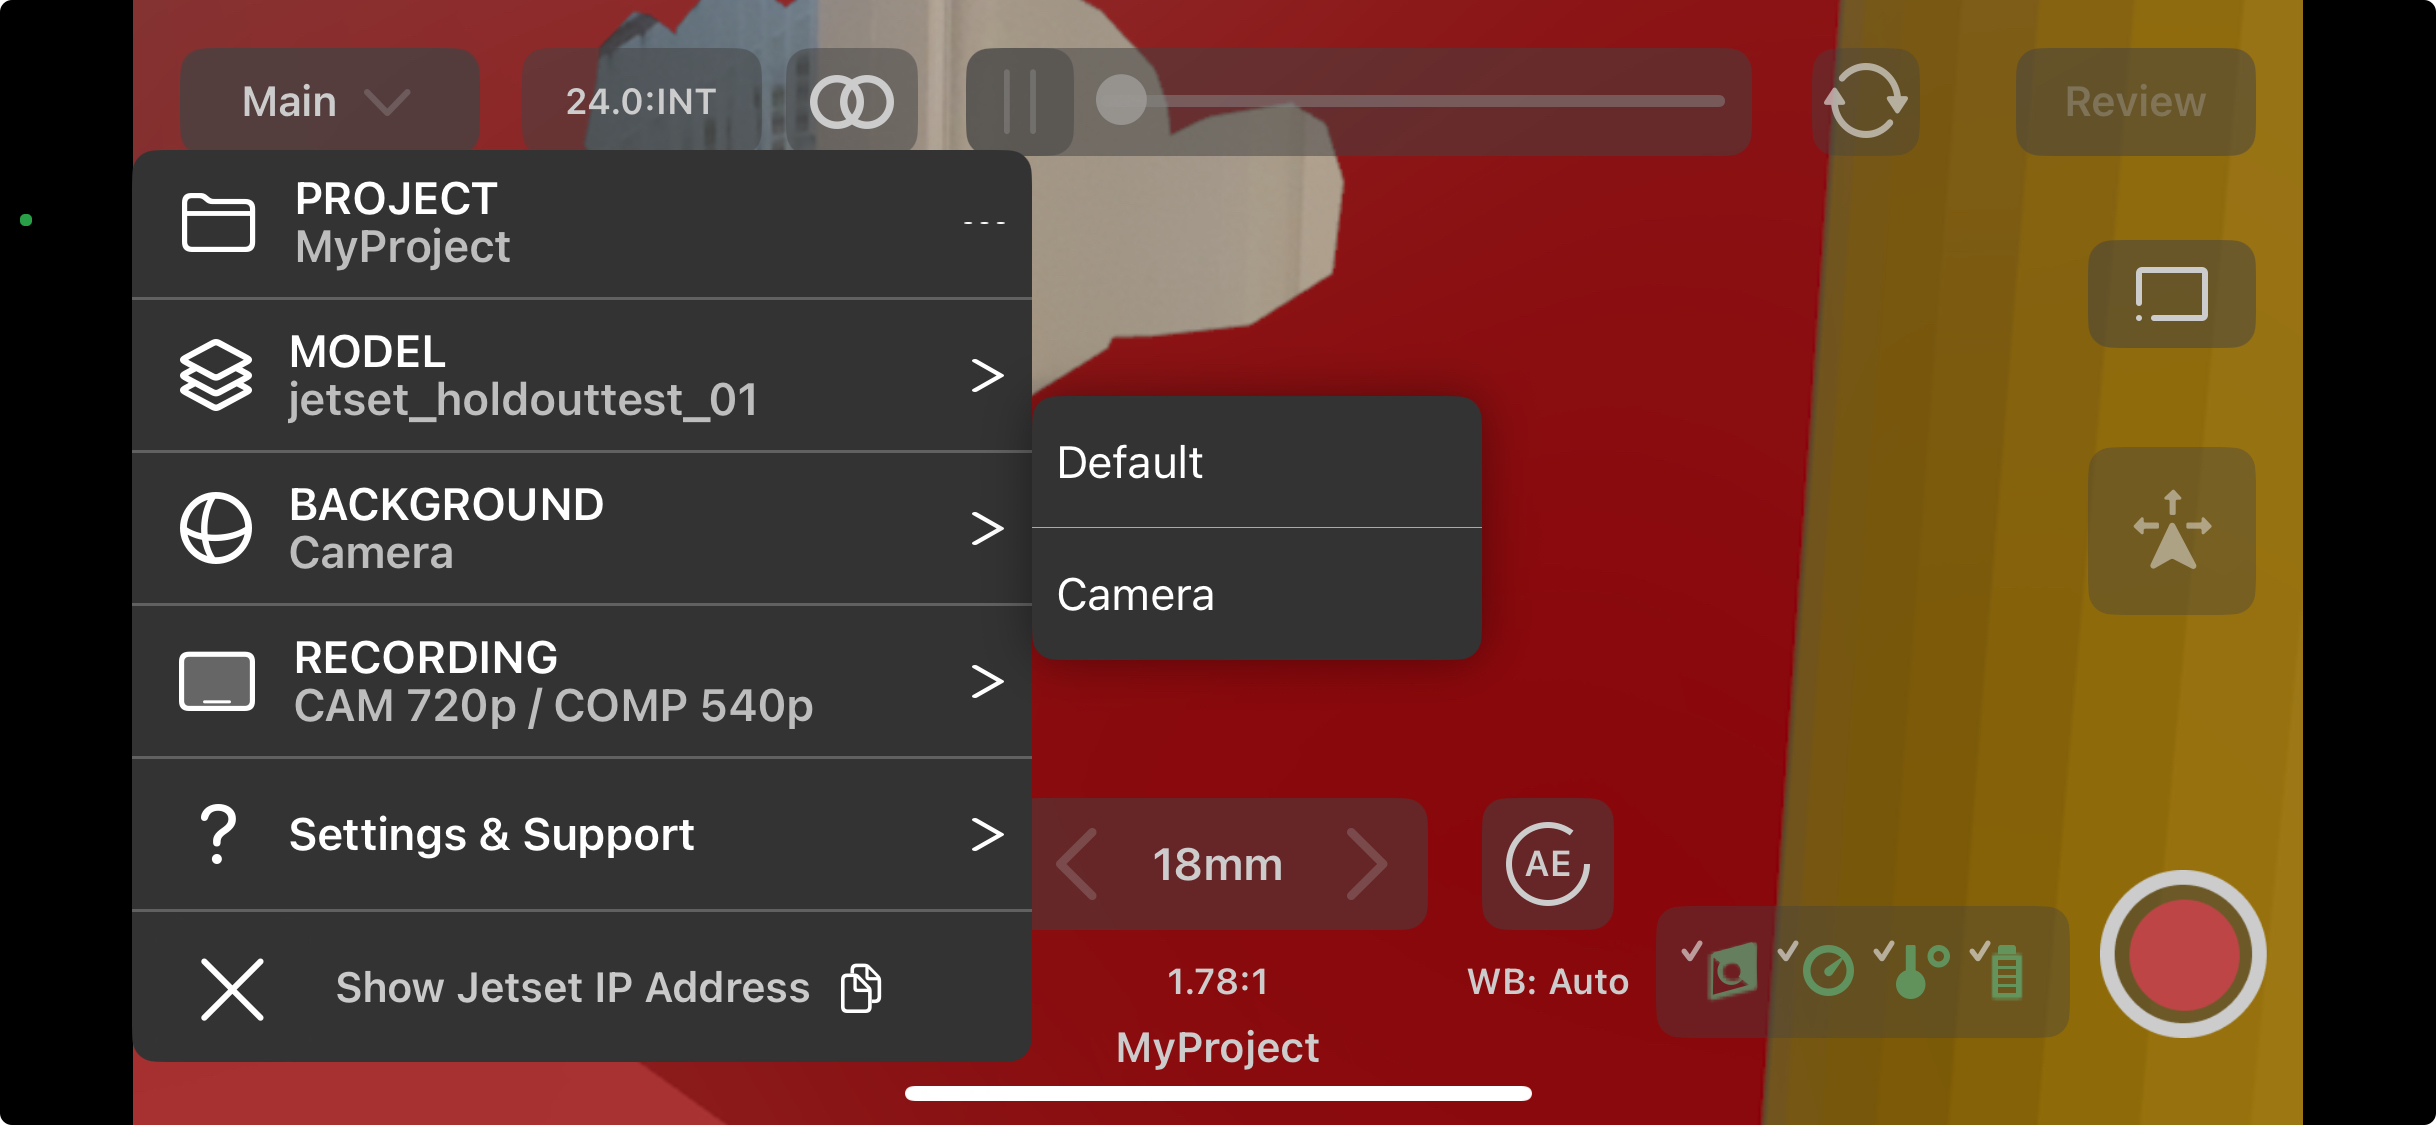 Main
24.0:INT
Review
PROJECT
MyProject
MODEL
jetset_holdouttest_01
BACKGROUND
Camera
Default
Camera
RECORDING
CAM 720p / COMP 540p
Settings & Support
Show Jetset IP Address
18mm
AE
1.78:1
WB: Auto
MyProject